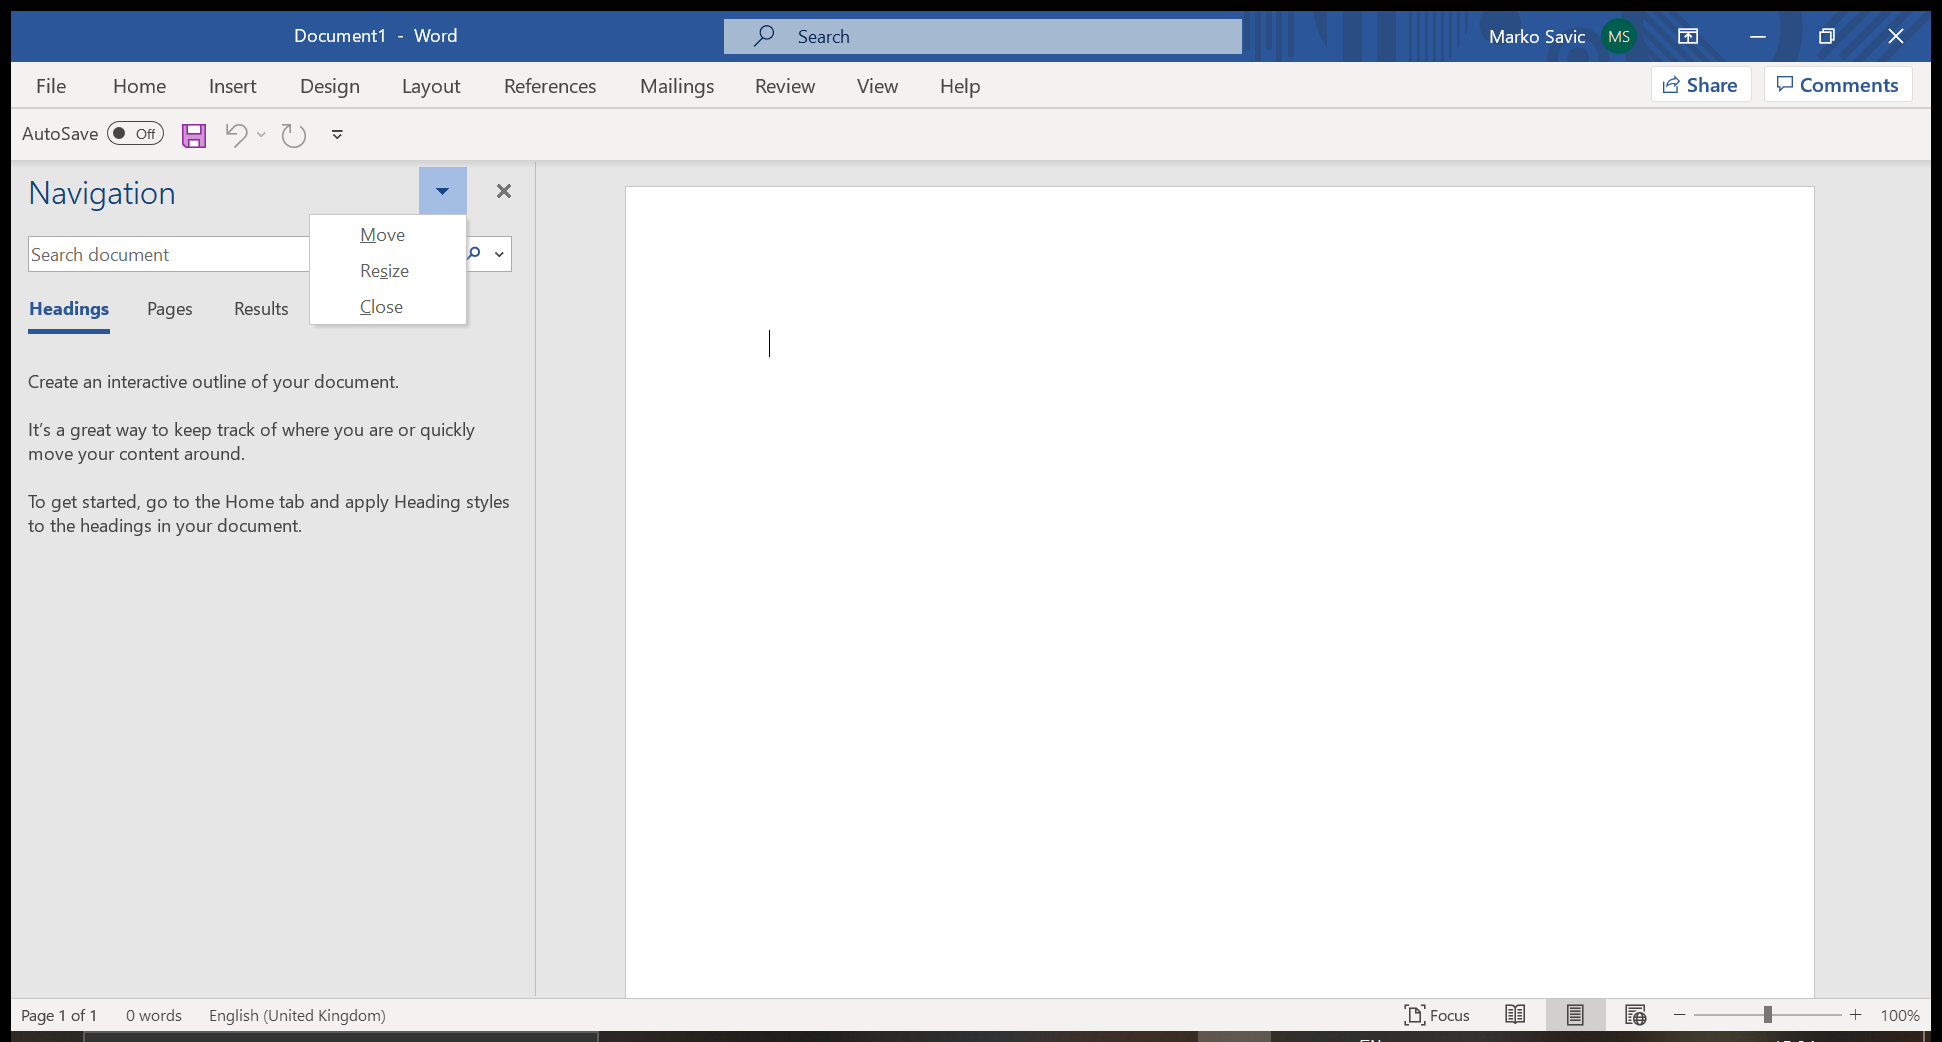 Document1 - Word
Search
Marko Savic
MS
File Home Insert Design Layout References Mailings Review View Help
Share
Comments
AutoSave
Off
Navigation
Move
Resize
Close
Search document
Headings Pages Results
Create an interactive outline of your document.
It's a great way to keep track of where you are or quickly
move your content around.
To get started, go to the Home tab and apply Heading styles
to the headings in your document.
Page 1 of 1
0 words
English (United Kingdom)
Focus
100%